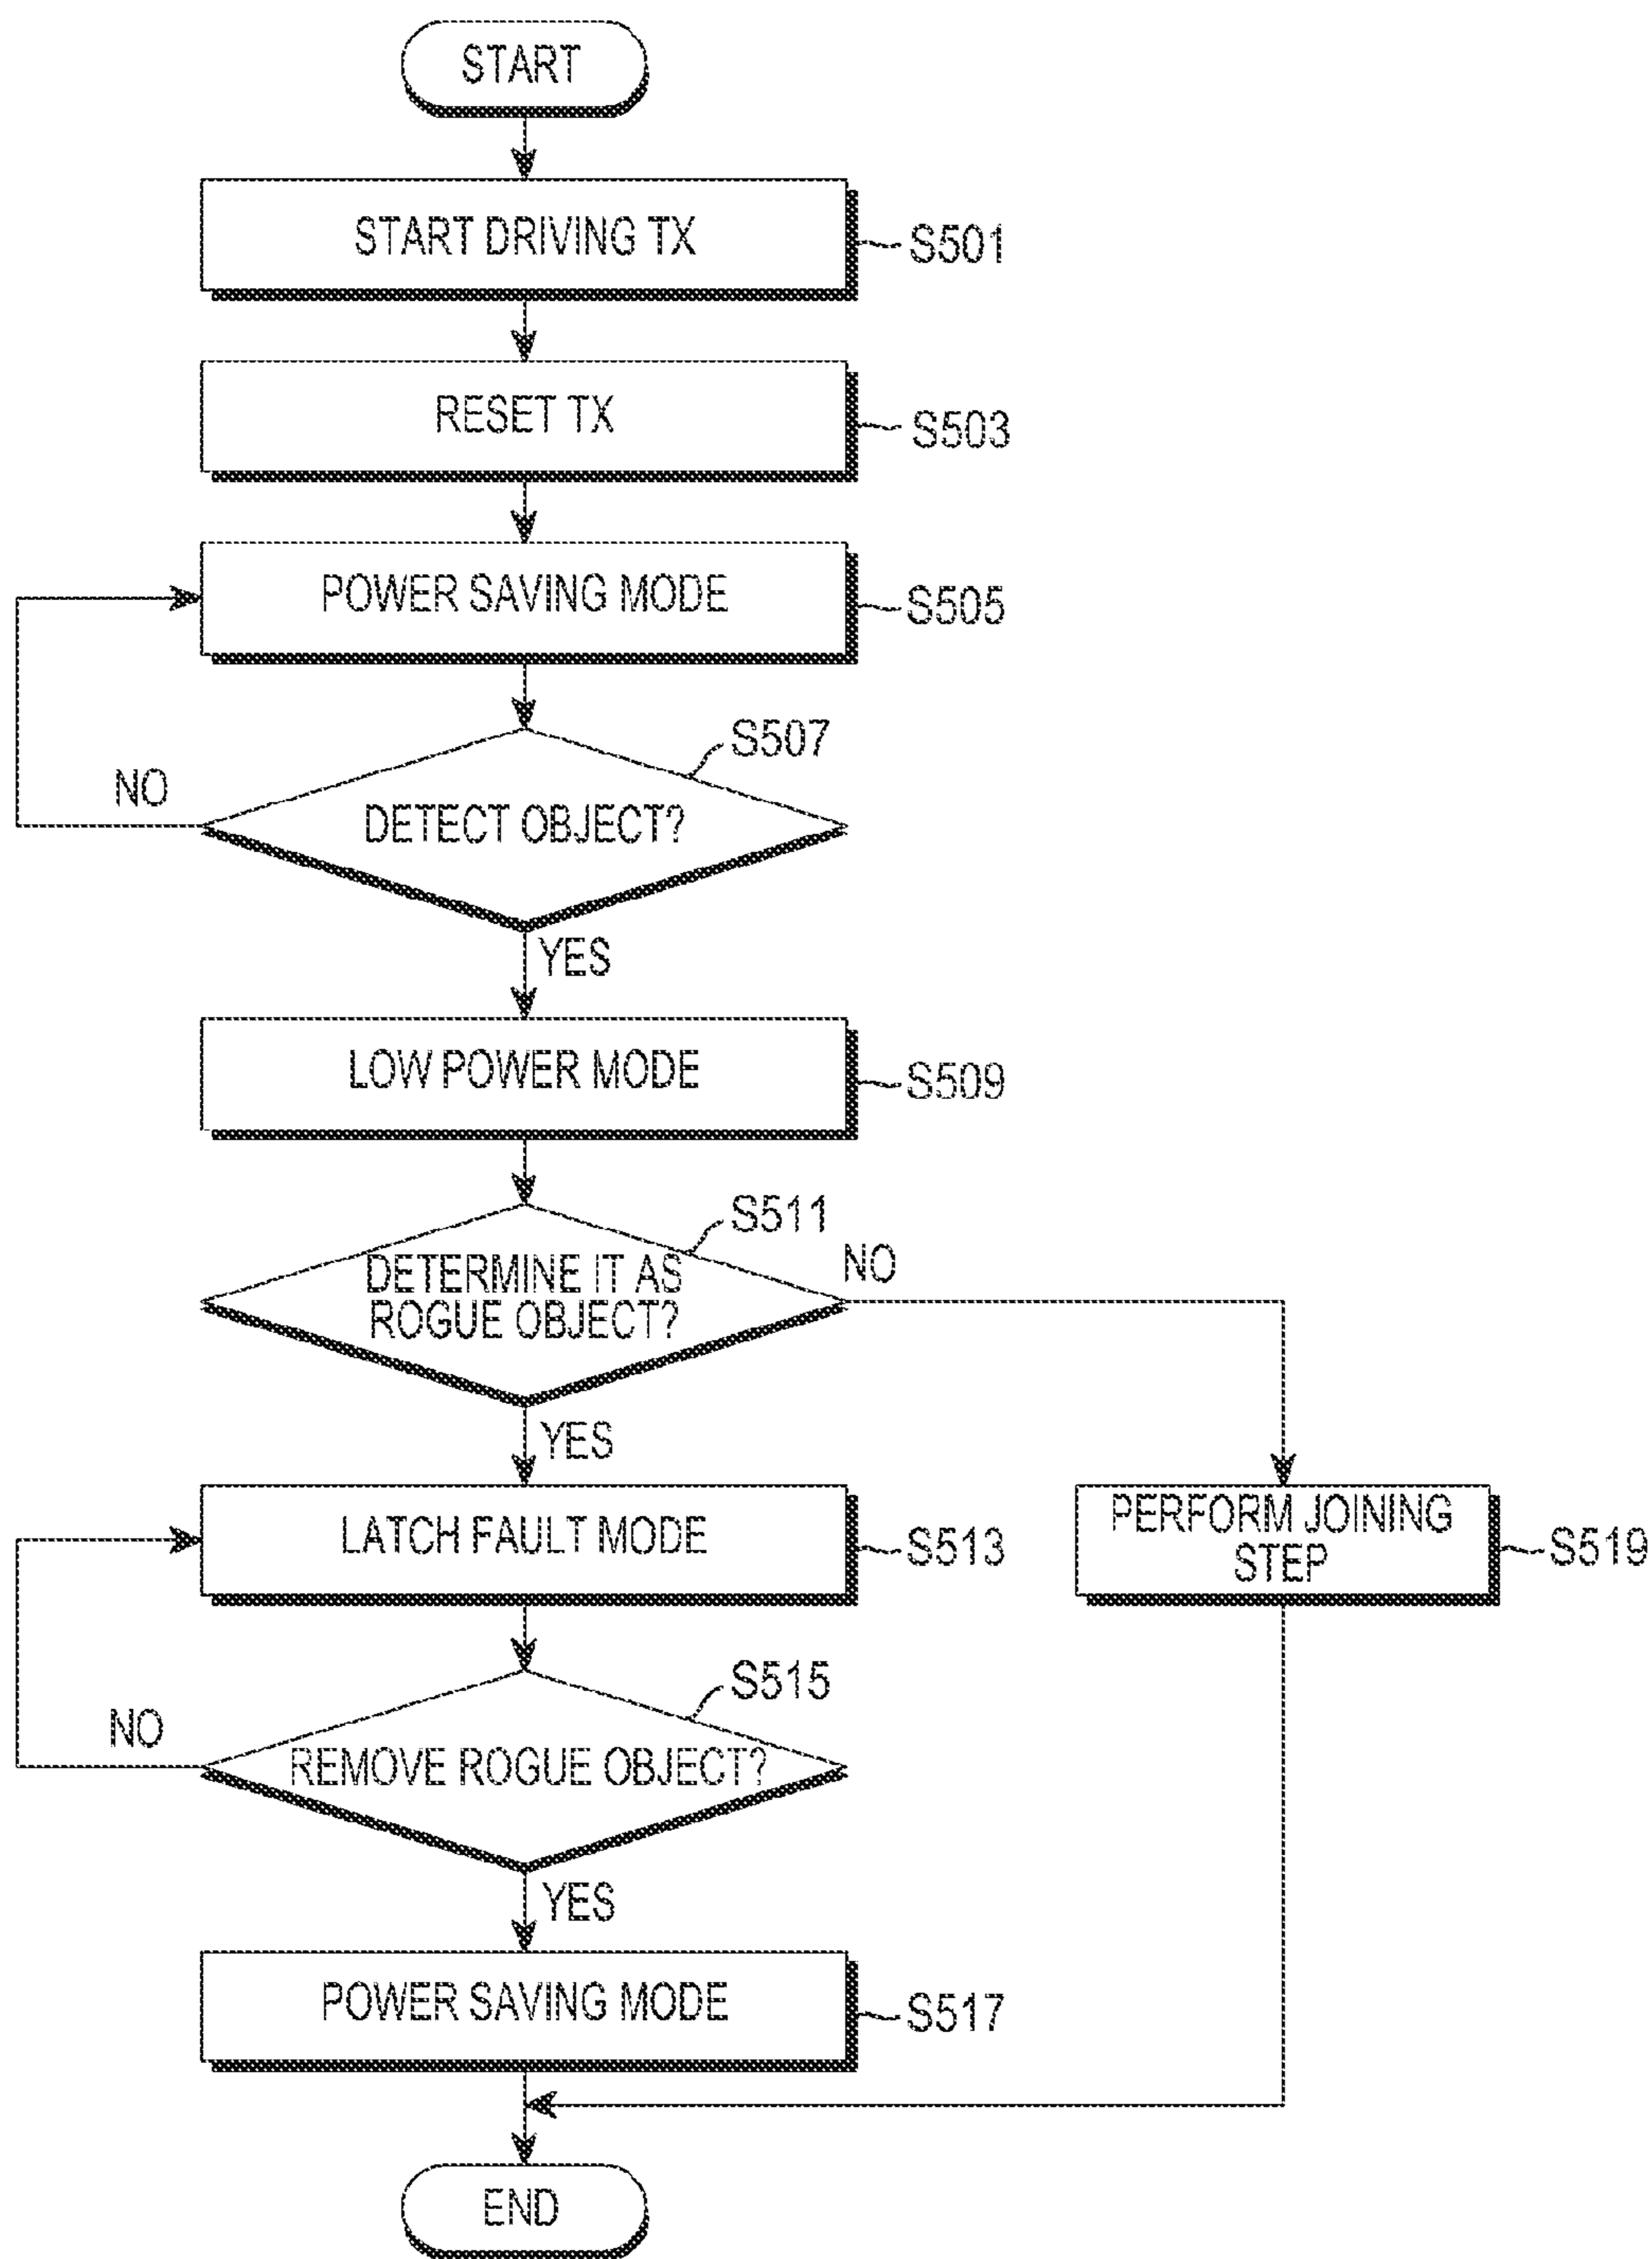 START
START DRIVING TX
S501
RESET TX
S503
POWER SAVING MODE
S505
S507
NO
DETECT OBJECT?
YES
LOW POWER MODE
S509
S511
DETERMINE IT AS
ROGUE OBJECT?
NO
YES
LATCH FAULT MODE
S513
PERFORM JOINING
STEP
S519
S515
NO
REMOVE ROGUE OBJECT?
YES
POWER SAVING MODE
S517
END